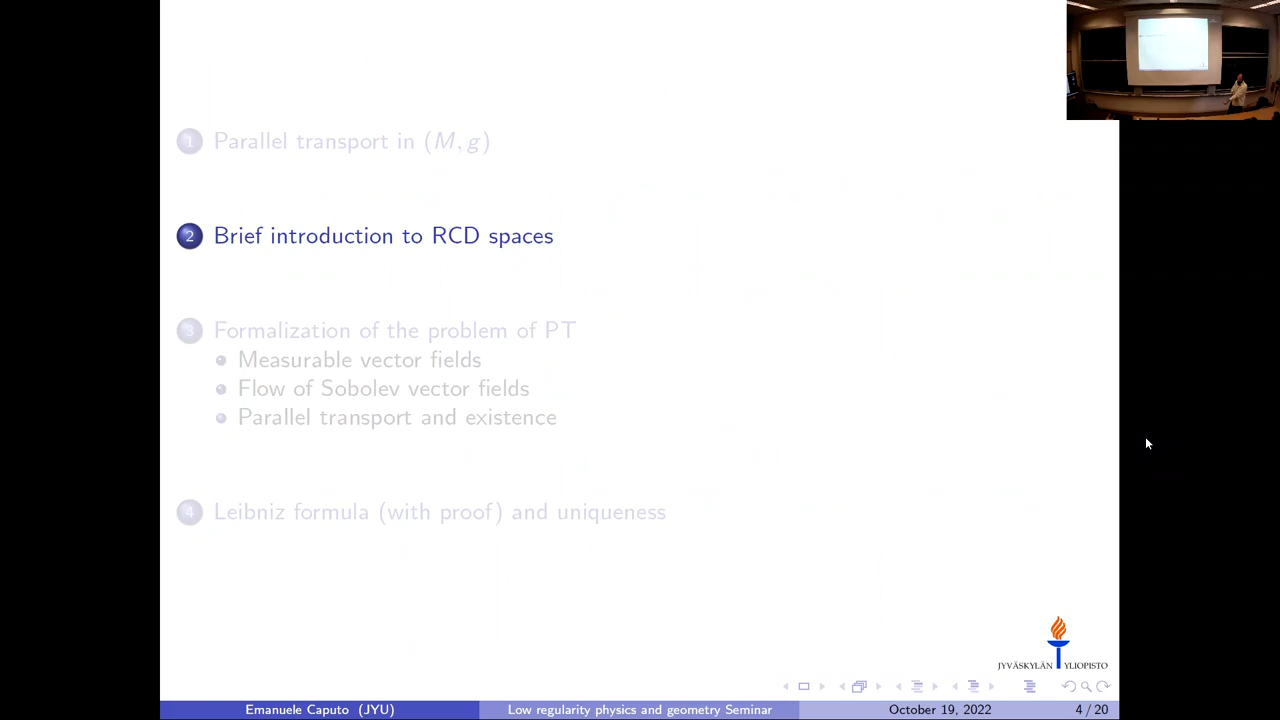 1 Parallel transport in (M, g)
2 Brief introduction to RCD spaces
3 Formalization of the problem of PT
Measurable vector fields
Flow of Sobolev vector fields
Parallel transport and existence
4 Leibniz formula (with proof) and uniqueness
JYVÄSKYLÄN YLIOPISTO
Emanuele Caputo (JYU) Low regularity physics and geometry Seminar October 19, 2022 4 / 20